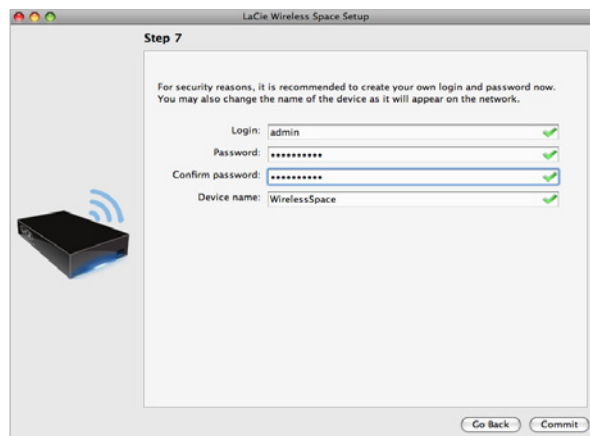 LaCie Wireless Space Setup
Step 7
For security reasons, it is recommended to create your own login and password now.
You may also change the name of the device as it will appear on the network.
Login: admin
Password: ••••••••••
Confirm password: ••••••••••
Device name: WirelessSpace
Go Back Commit